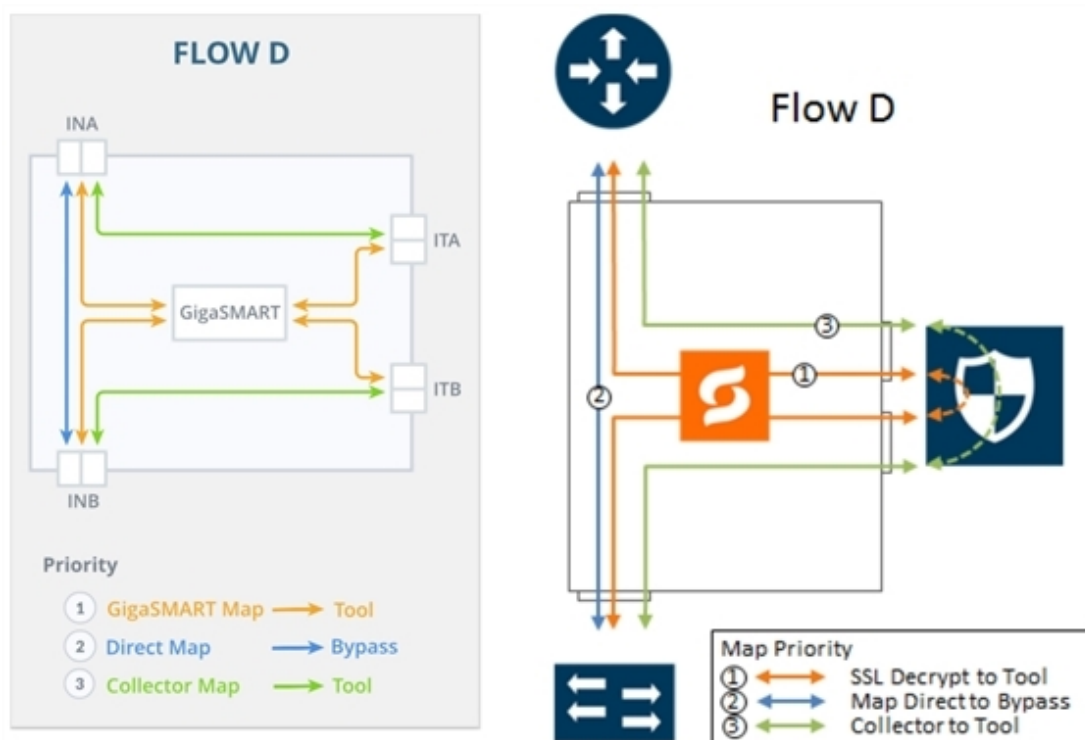 FLOW D
INA
ITA
GigaSMART
ITB
INB
Priority
1 GigaSMART Map Tool
2 Direct Map Bypass
3 Collector Map Tool
Flow D
3
1
2
Map Priority
1 SSL Decrypt to Tool
2 Map Direct to Bypass
3 Collector to Tool